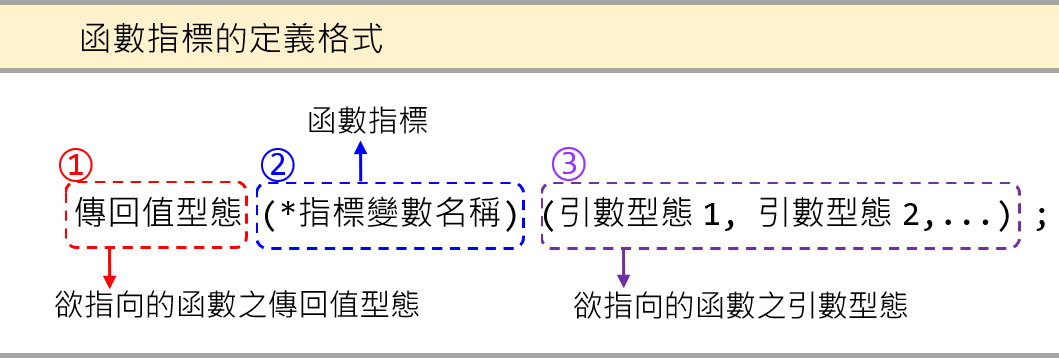 函數指標的定義格式
函數指標
① ② ③
傳回值型態 (*指標變數名稱) (引數型態 1, 引數型態 2,...) ;
欲指向的函數之傳回值型態 欲指向的函數之引數型態